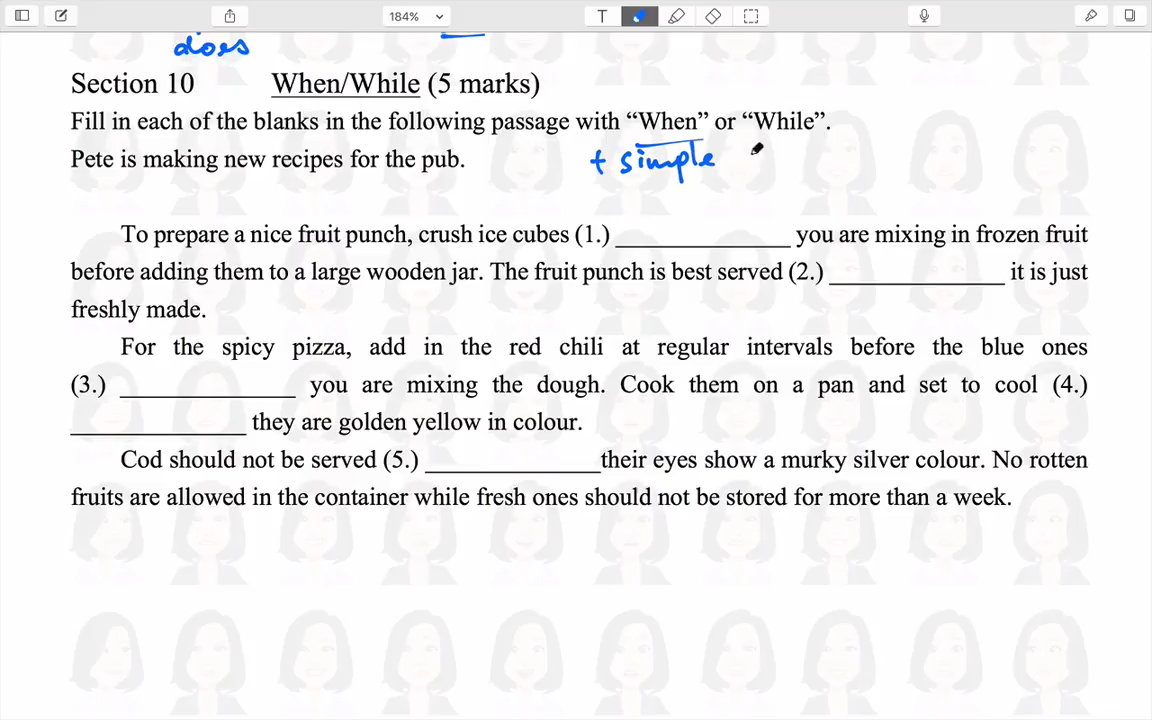 184%
T
does
Section 10 When/While (5 marks)
Fill in each of the blanks in the following passage with “When” or “While”.
Pete is making new recipes for the pub.
+ simple
To prepare a nice fruit punch, crush ice cubes (1.) ________________ you are mixing in frozen fruit
before adding them to a large wooden jar. The fruit punch is best served (2.) ________________ it is just
freshly made.
For the spicy pizza, add in the red chili at regular intervals before the blue ones
(3.) ________________ you are mixing the dough. Cook them on a pan and set to cool (4.)
________________ they are golden yellow in colour.
Cod should not be served (5.) ________________their eyes show a murky silver colour. No rotten
fruits are allowed in the container while fresh ones should not be stored for more than a week.